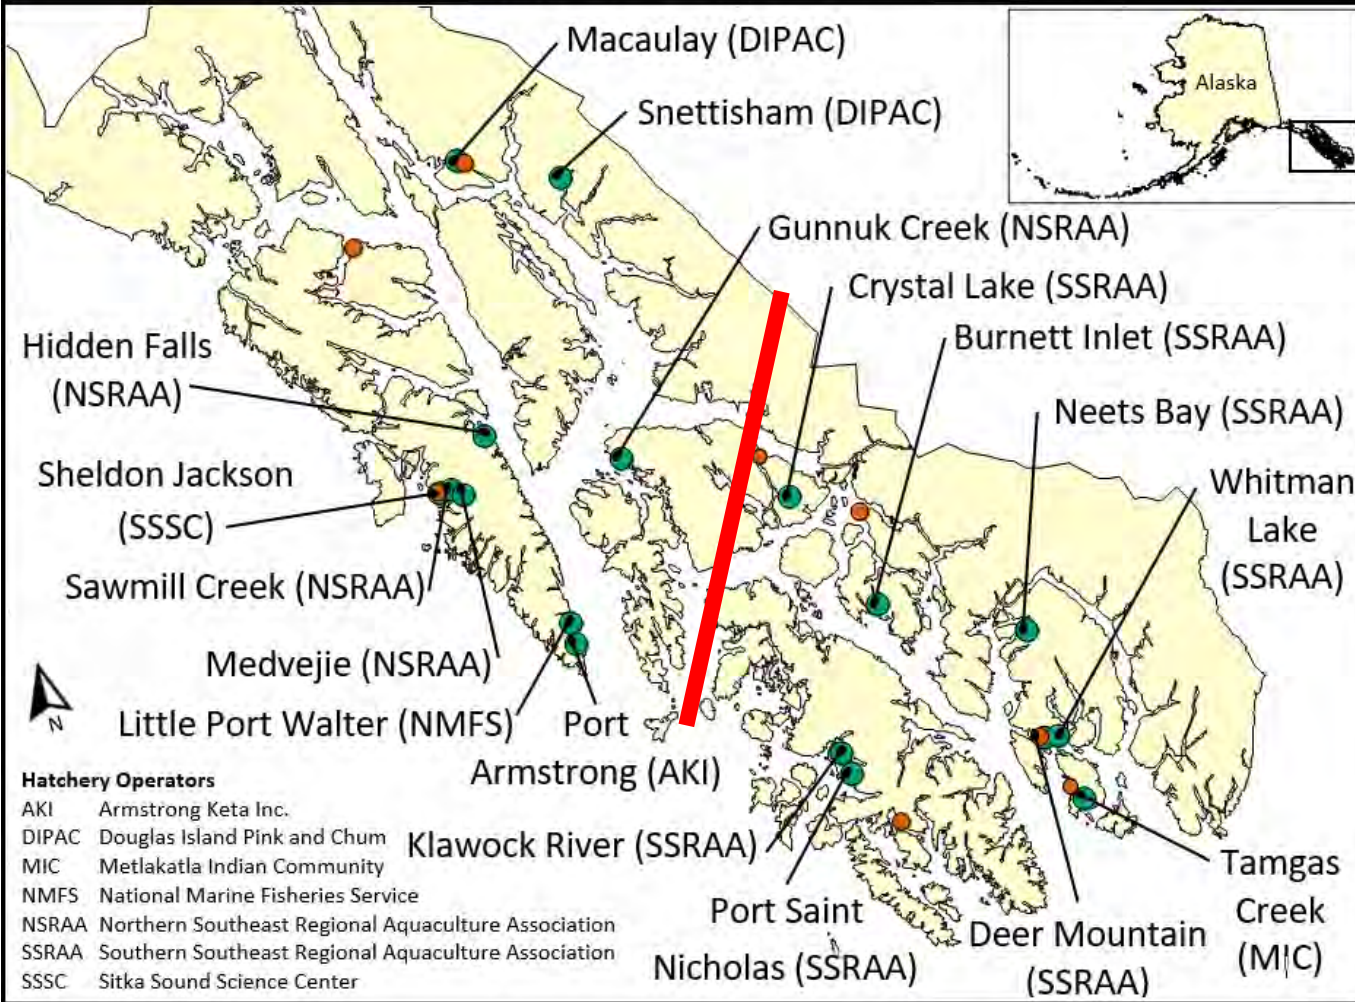 Macaulay (DIPAC)
Snettisham (DIPAC)
Alaska
Gunnuk Creek (NSRAA)
Crystal Lake (SSRAA)
Burnett Inlet (SSRAA)
Neets Bay (SSRAA)
Whitman
Lake
(SSRAA)
Hidden Falls
(NSRAA)
Sheldon Jackson
(SSSC)
Sawmill Creek (NSRAA)
Medvejie (NSRAA)
Little Port Walter (NMFS)
Port
Armstrong (AKI)
Klawock River (SSRAA)
Port Saint
Nicholas (SSRAA)
Deer Mountain
(SSRAA)
Tamgas
Creek
(MIC)
N
Hatchery Operators
AKI Armstrong Keta Inc.
DIPAC Douglas Island Pink and Chum
MIC Metlakatla Indian Community
NMFS National Marine Fisheries Service
NSRAA Northern Southeast Regional Aquaculture Association
SSRAA Southern Southeast Regional Aquaculture Association
SSSC Sitka Sound Science Center